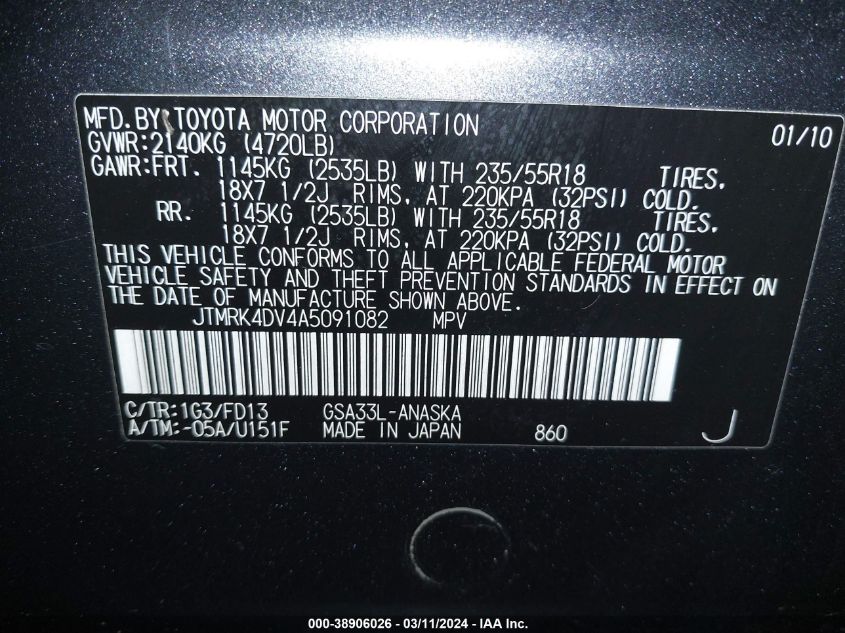 MFD. BY TOYOTA MOTOR CORPORATION 01/10
GVWR:2140KG (4720LB)
GAWR:FRT. 1145KG (2535LB) WITH 235/55R18 TIRES,
18X7 1/2J RIMS, AT 220KPA (32PSI) COLD.
RR. 1145KG (2535LB) WITH 235/55R18 TIRES,
18X7 1/2J RIMS, AT 220KPA (32PSI) COLD.
THIS VEHICLE CONFORMS TO ALL APPLICABLE FEDERAL MOTOR
VEHICLE SAFETY AND THEFT PREVENTION STANDARDS IN EFFECT ON
THE DATE OF MANUFACTURE SHOWN ABOVE.
JTMRK4DV4A5091082 MPV
C/TR:1G3/FD13 GSA33L-ANASKA
A/TM:-05A/U151F MADE IN JAPAN 860 J
000-38906026 - 03/11/2024 - IAA Inc.